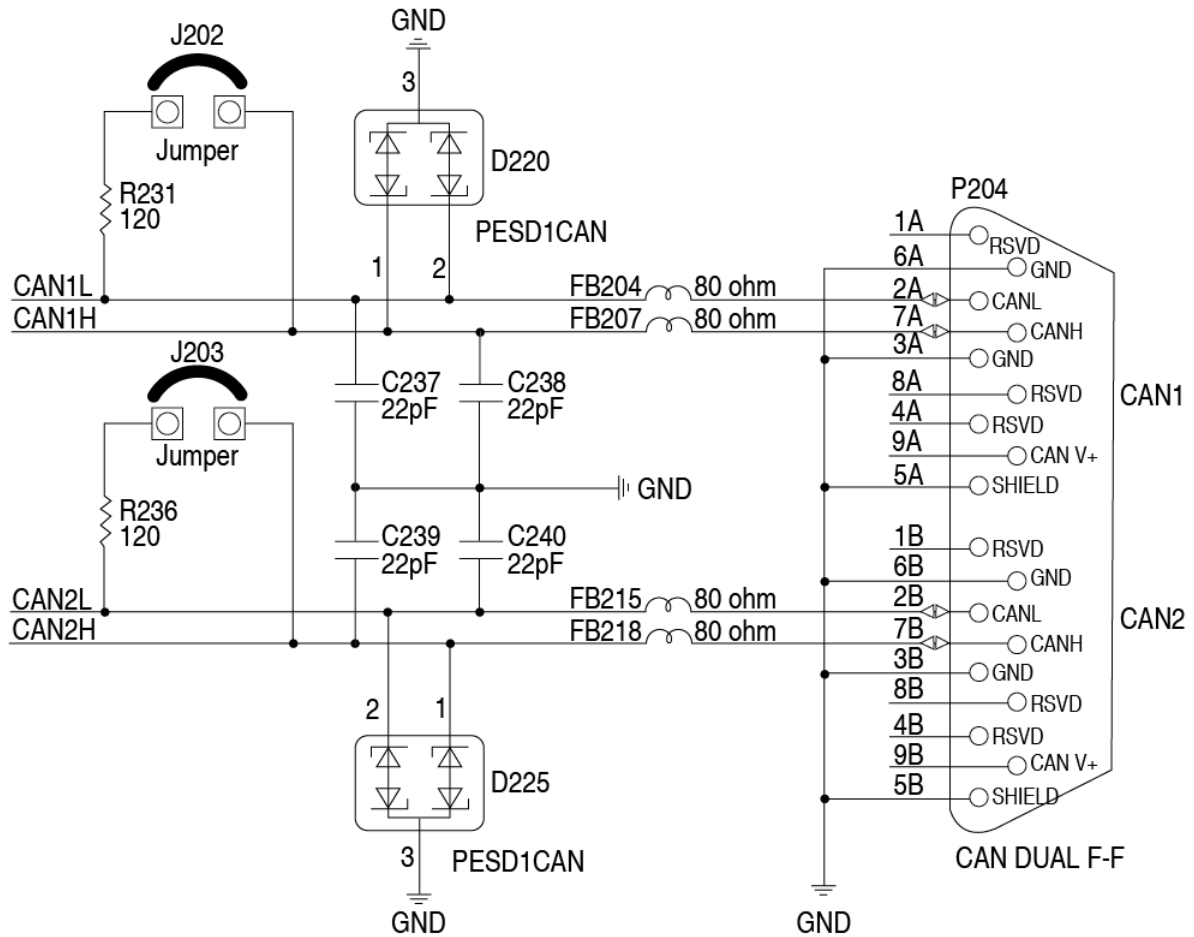 GND
J202
3
Jumper
D220
R231
120
P204
PESD1CAN
1A
RSVD
6A
GND
1
2
CAN1L
FB204
80 ohm
2A
CANL
CAN1H
FB207
80 ohm
7A
CANH
J203
3A
GND
C237
22pF
C238
22pF
8A
RSVD
CAN1
4A
RSVD
Jumper
9A
CAN V+
5A
SHIELD
GND
R236
120
C239
22pF
C240
22pF
1B
RSVD
6B
GND
CAN2L
FB215
80 ohm
2B
CANL
CAN2
CAN2H
FB218
80 ohm
7B
CANH
3B
GND
8B
RSVD
2
1
4B
RSVD
9B
CAN V+
D225
5B
SHIELD
3
PESD1CAN
CAN DUAL F-F
GND
GND